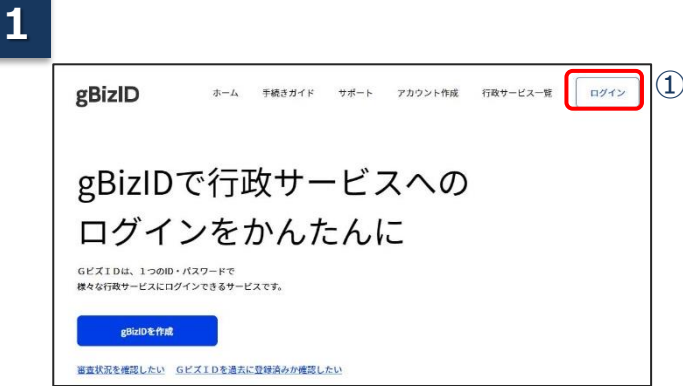 1
gBizID ホーム 手続きガイド サポート アカウント作成 行政サービス一覧 ログイン ①
gBizIDで行政サービスへの
ログインをかんたんに
GビズIDは、1つのID・パスワードで
様々な行政サービスにログインできるサービスです。
gBizIDを作成
審査状況を確認したい GビズIDを過去に登録済みか確認したい